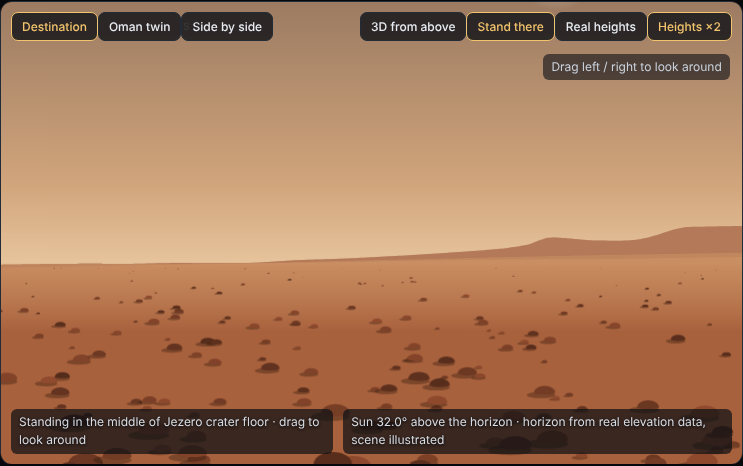 Destination Oman twin Side by side 3D from above Stand there Real heights Heights ×2
Drag left / right to look around
Standing in the middle of Jezero crater floor · drag to
look around
Sun 32.0° above the horizon · horizon from real elevation data,
scene illustrated